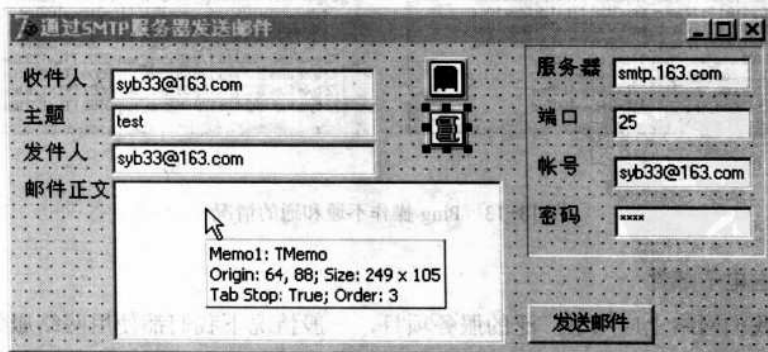 通过SMTP服务器发送邮件
收件人 syb33@163.com
主题 test
发件人 syb33@163.com
邮件正文
服务器 smtp.163.com
端口 25
帐号 syb33@163.com
密码 ****
Memo1: TMemo
Origin: 64, 88; Size: 249 x 105
Tab Stop: True; Order: 3
发送邮件